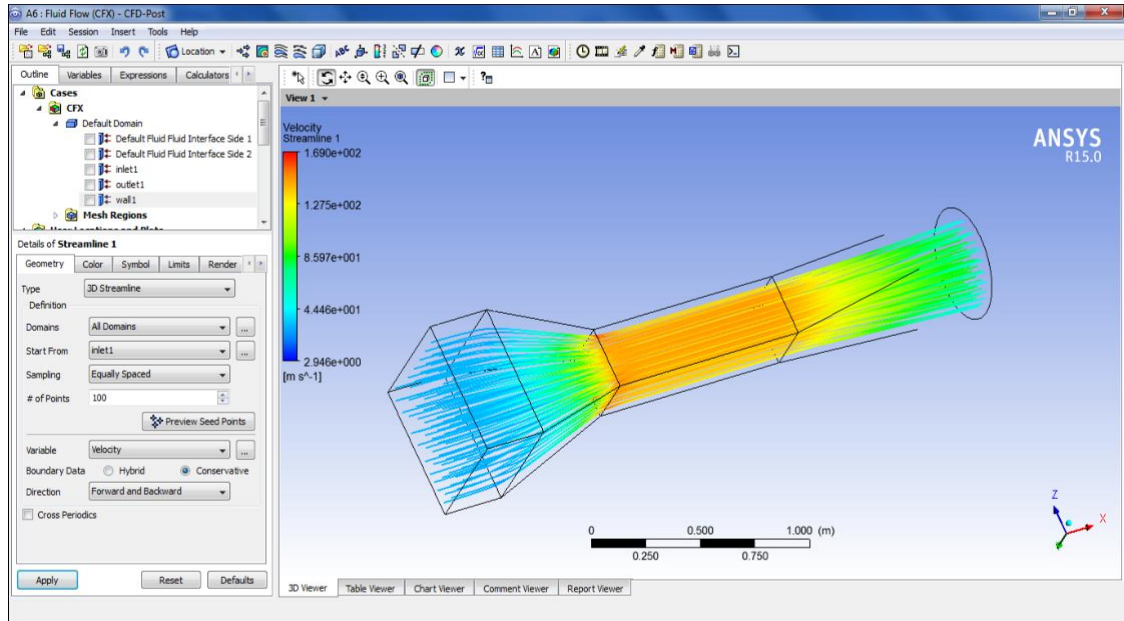 A6 : Fluid Flow (CFX) - CFD-Post
File Edit Session Insert Tools Help
Location
Outline Variables Expressions Calculators
Cases
CFX
Default Domain
Default Fluid Fluid Interface Side 1
Default Fluid Fluid Interface Side 2
inlet1
outlet1
wall1
Mesh Regions
Details of Streamline 1
Geometry Color Symbol Limits Render
Type 3D Streamline
Definition
Domains All Domains ...
Start From inlet1 ...
Sampling Equally Spaced
# of Points 100
Preview Seed Points
Variable Velocity ...
Boundary Data Hybrid Conservative
Direction Forward and Backward
Cross Periodics
Apply Reset Defaults
View 1
Velocity
Streamline 1
1.690e+002
1.275e+002
8.597e+001
4.446e+001
2.946e+000
[m s^-1]
ANSYS
R15.0
0 0.500 1.000 (m)
0.250 0.750
Z
X
3D Viewer Table Viewer Chart Viewer Comment Viewer Report Viewer